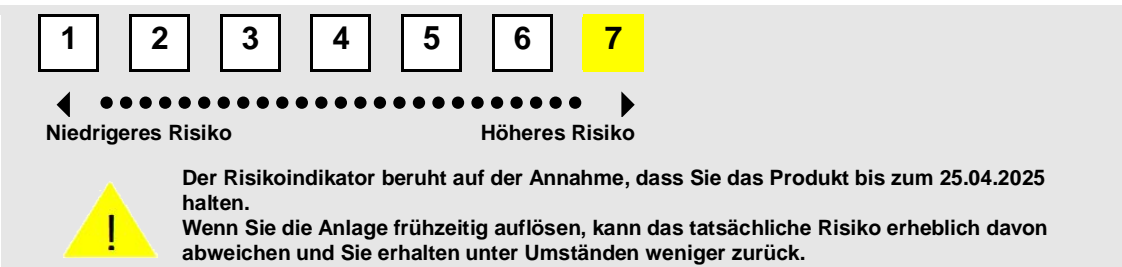 1 2 3 4 5 6 7
Niedrigeres Risiko Höheres Risiko
Der Risikoindikator beruht auf der Annahme, dass Sie das Produkt bis zum 25.04.2025
halten.
Wenn Sie die Anlage frühzeitig auflösen, kann das tatsächliche Risiko erheblich davon
abweichen und Sie erhalten unter Umständen weniger zurück.
!